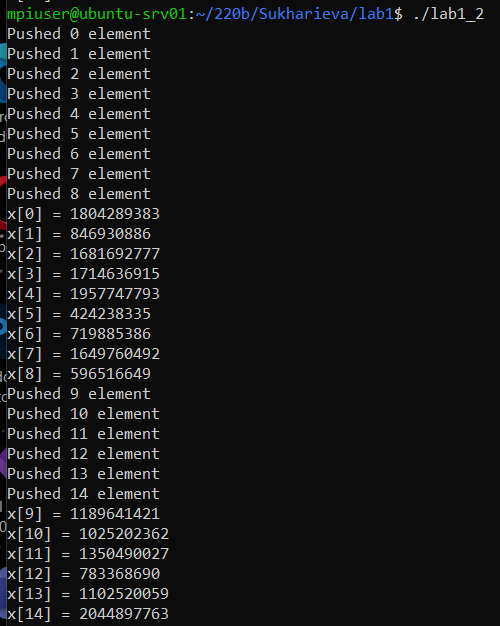 mpiuser@ubuntu-srv01:~/220b/Sukharieva/lab1$ ./lab1_2
Pushed 0 element
Pushed 1 element
Pushed 2 element
Pushed 3 element
Pushed 4 element
Pushed 5 element
Pushed 6 element
Pushed 7 element
Pushed 8 element
x[0] = 1804289383
x[1] = 846930886
x[2] = 1681692777
x[3] = 1714636915
x[4] = 1957747793
x[5] = 424238335
x[6] = 719885386
x[7] = 1649760492
x[8] = 596516649
Pushed 9 element
Pushed 10 element
Pushed 11 element
Pushed 12 element
Pushed 13 element
Pushed 14 element
x[9] = 1189641421
x[10] = 1025202362
x[11] = 1350490027
x[12] = 783368690
x[13] = 1102520059
x[14] = 2044897763